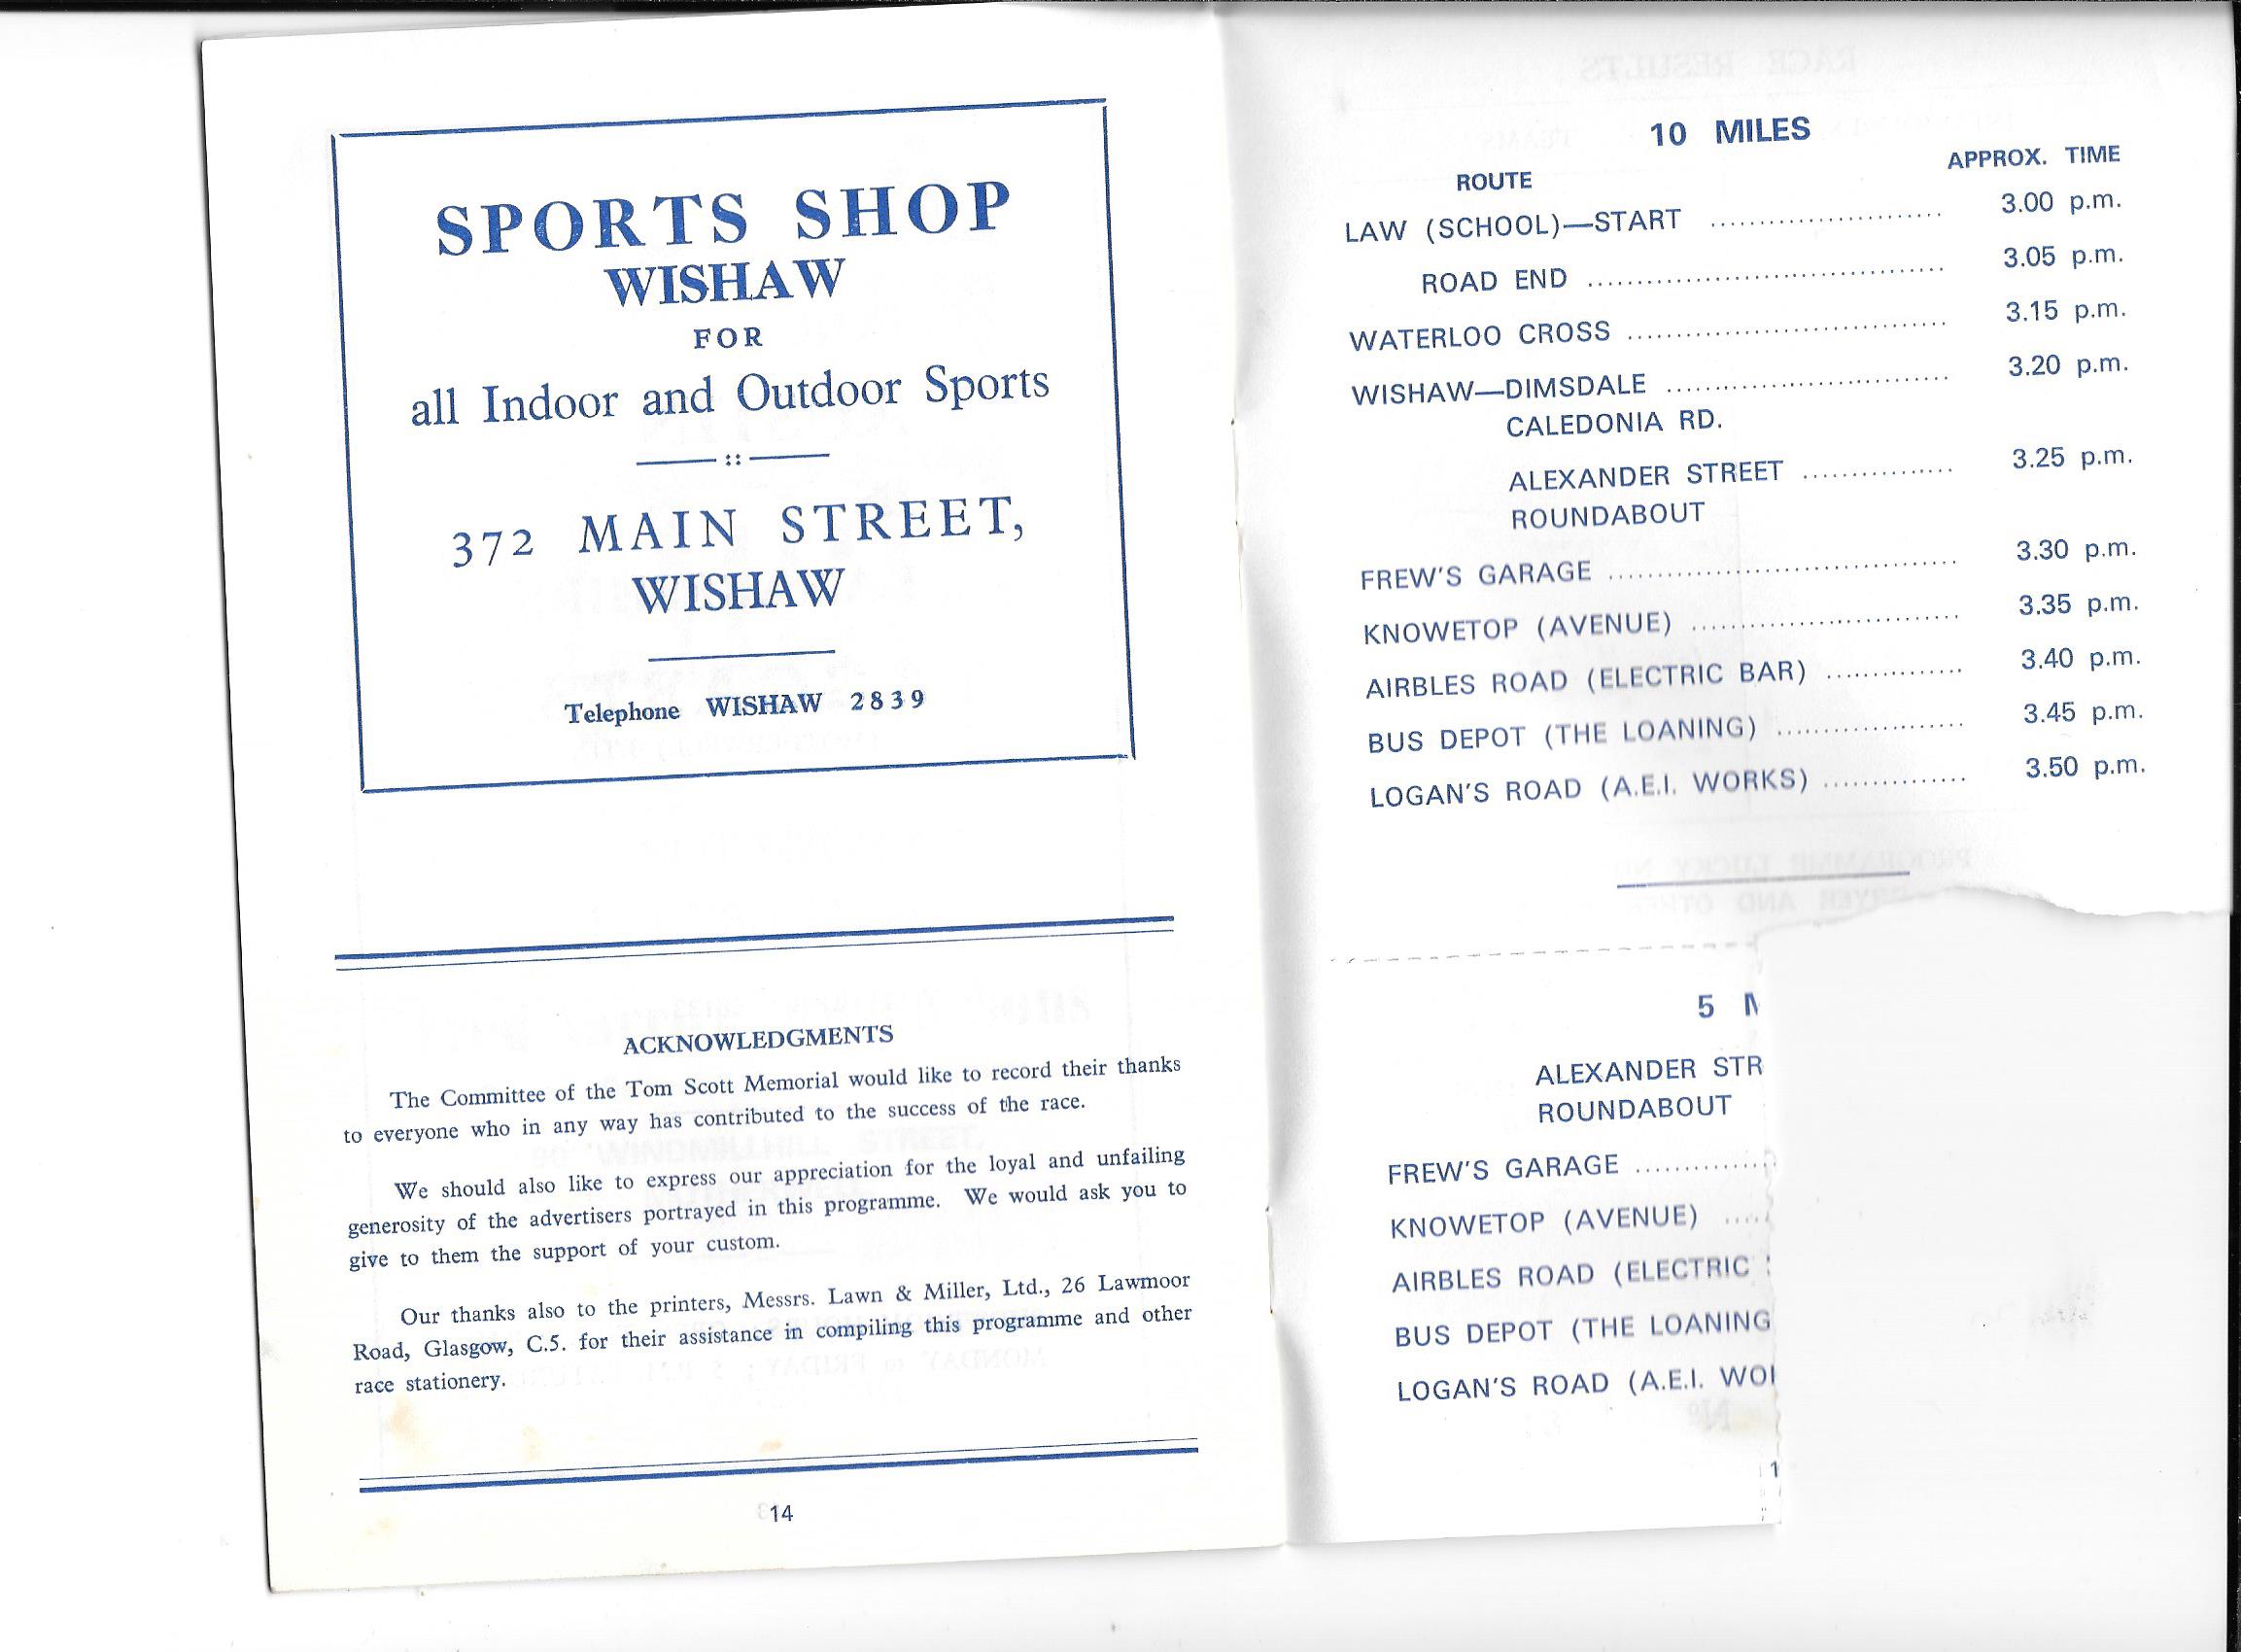 SPORTS SHOP
WISHAW
FOR
all Indoor and Outdoor Sports
372 MAIN STREET,
WISHAW
Telephone WISHAW 2839
ACKNOWLEDGMENTS
The Committee of the Tom Scott Memorial would like to record their thanks
to everyone who in any way has contributed to the success of the race.
We should also like to express our appreciation for the loyal and unfailing
generosity of the advertisers portrayed in this programme. We would ask you to
give to them the support of your custom.
Our thanks also to the printers, Messrs. Lawn & Miller, Ltd., 26 Lawmoor
Road, Glasgow, C.5. for their assistance in compiling this programme and other
race stationery.
14
10 MILES
ROUTE APPROX. TIME
LAW (SCHOOL)—START ........................ 3.00 p.m.
ROAD END .................................... 3.05 p.m.
WATERLOO CROSS ................................ 3.15 p.m.
WISHAW—DIMSDALE ............................. 3.20 p.m.
CALEDONIA RD.
ALEXANDER STREET ................ 3.25 p.m.
ROUNDABOUT
FREW'S GARAGE .................................... 3.30 p.m.
KNOWETOP (AVENUE) ........................... 3.35 p.m.
AIRBLES ROAD (ELECTRIC BAR) .............. 3.40 p.m.
BUS DEPOT (THE LOANING) ................... 3.45 p.m.
LOGAN'S ROAD (A.E.I. WORKS) ............... 3.50 p.m.
5 M
ALEXANDER STR
ROUNDABOUT
FREW'S GARAGE ..............
KNOWETOP (AVENUE) .....
AIRBLES ROAD (ELECTRIC
BUS DEPOT (THE LOANING
LOGAN'S ROAD (A.E.I. WO
1